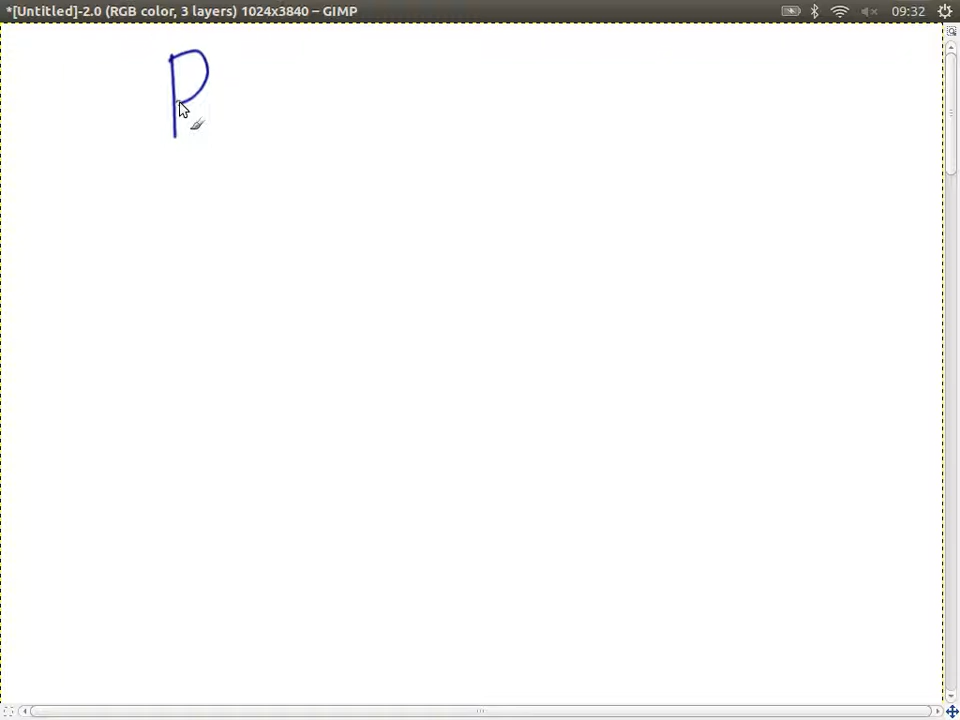 *[Untitled]-2.0 (RGB color, 3 layers) 1024x3840 – GIMP 09:32
P